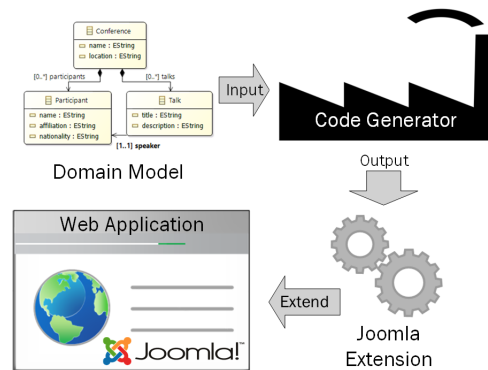 Conference
name : EString
location : EString
[0..*] participants
[0..*] talks
Participant
name : EString
affiliation : EString
nationality : EString
Talk
title : EString
description : EString
[1..1] speaker
Domain Model
Input
Code Generator
Output
Joomla
Extension
Extend
Web Application
Joomla!™